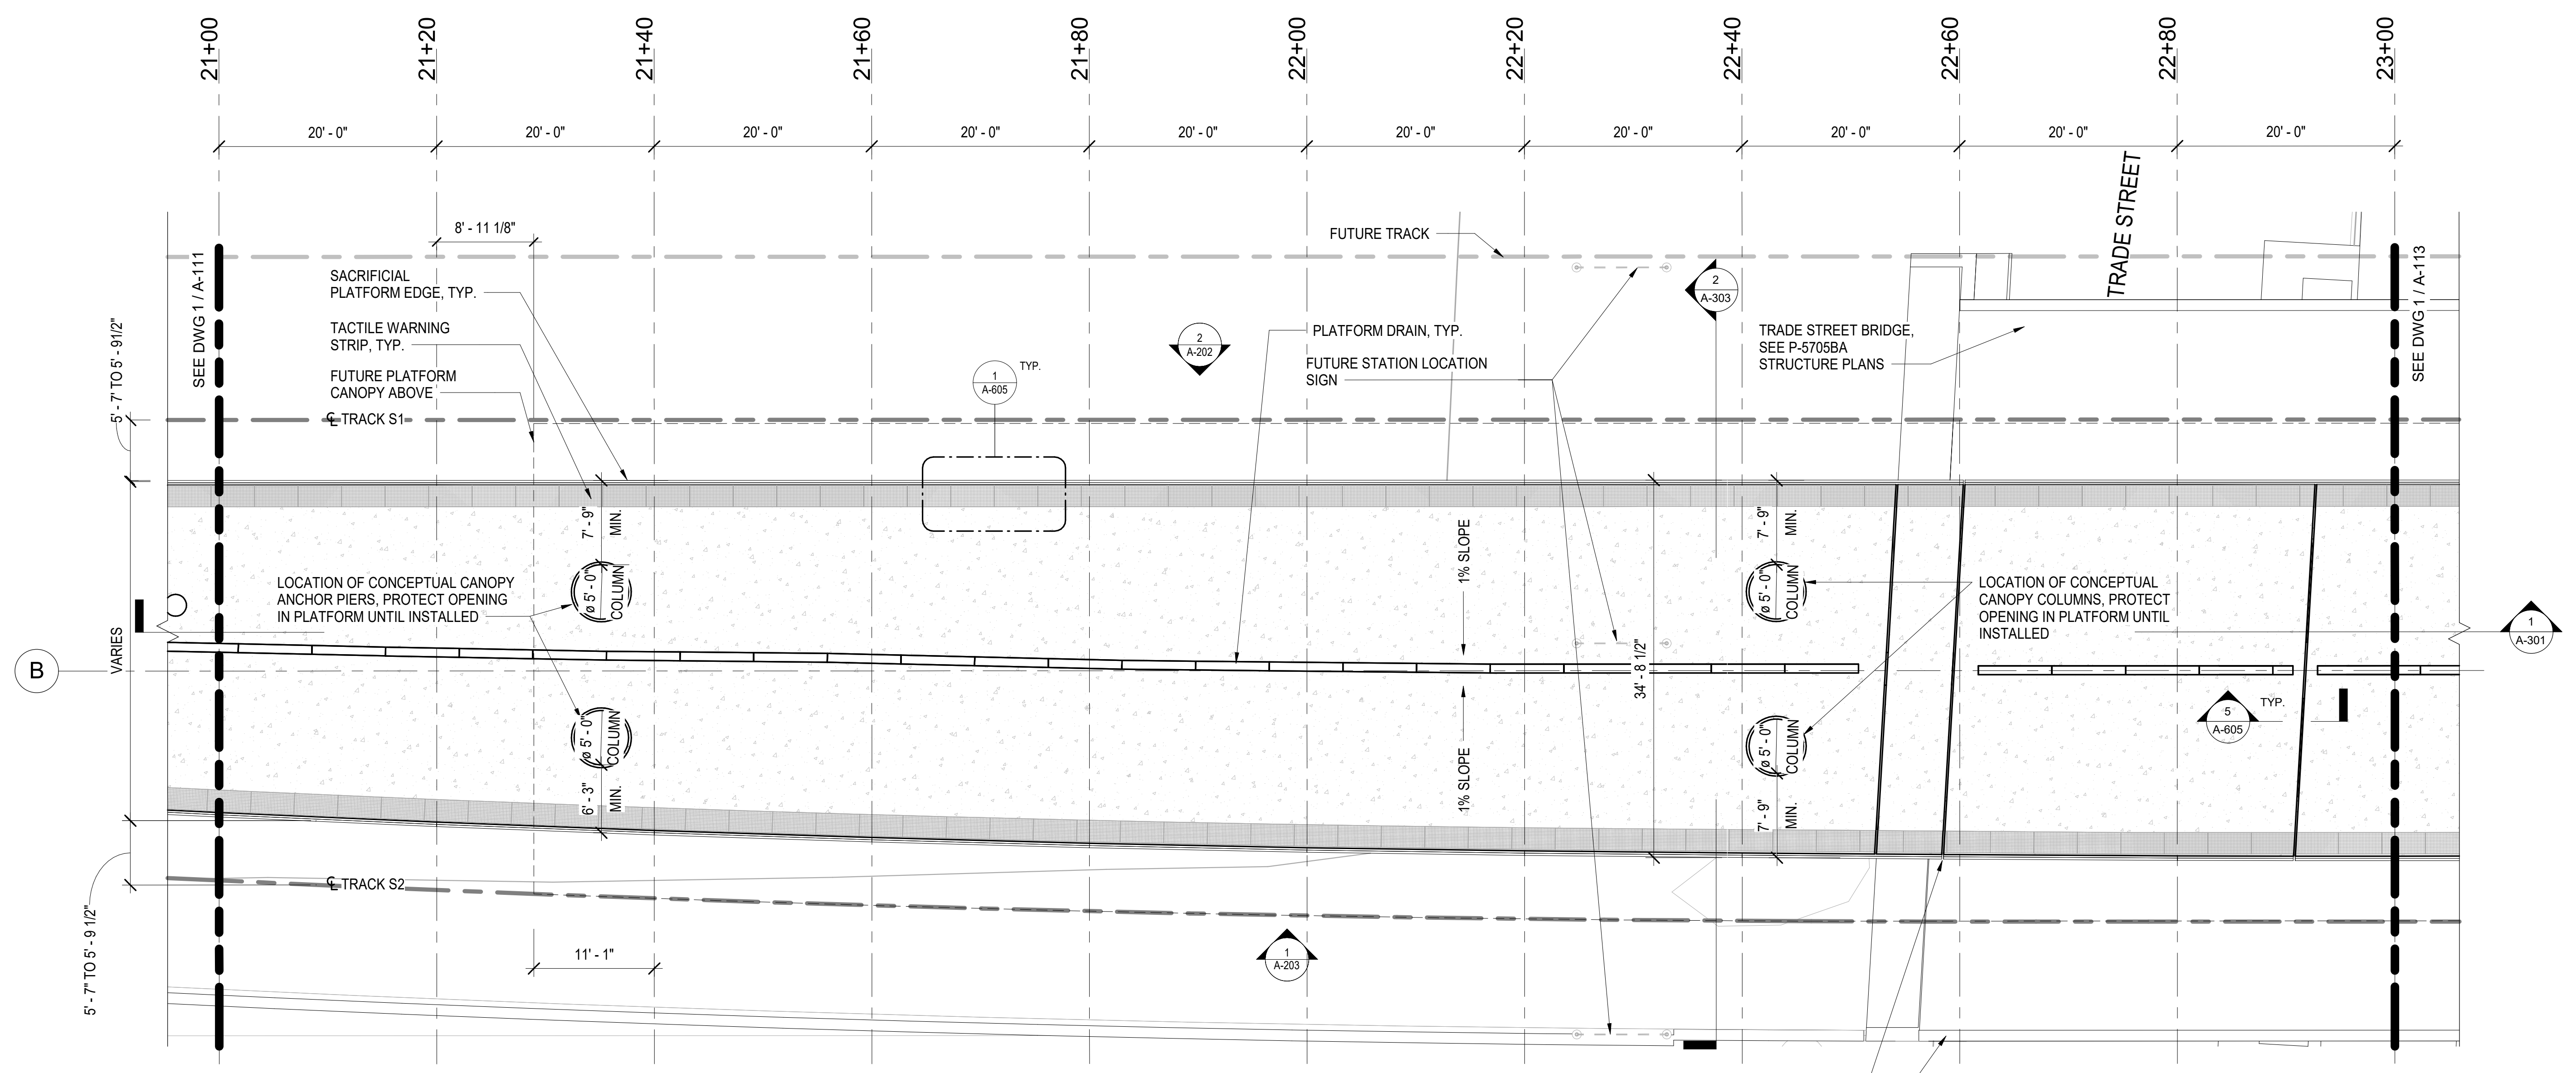 21+00
21+20
21+40
21+60
21+80
22+00
22+20
22+40
22+60
22+80
23+00
20' - 0"
20' - 0"
20' - 0"
20' - 0"
20' - 0"
20' - 0"
20' - 0"
20' - 0"
20' - 0"
20' - 0"
TRADE STREET
8' - 11 1/8"
FUTURE TRACK
SEE DWG 1 / A-111
SEE DWG 1 / A-113
SACRIFICIAL
PLATFORM EDGE, TYP.
2
A-303
TACTILE WARNING
STRIP, TYP.
2
A-202
PLATFORM DRAIN, TYP.
TRADE STREET BRIDGE,
SEE P-5705BA
STRUCTURE PLANS
5' - 7' TO 5' - 91/2"
FUTURE PLATFORM
CANOPY ABOVE
1
A-605
TYP.
FUTURE STATION LOCATION
SIGN
℄ TRACK S1
7' - 9"
MIN.
1% SLOPE
7' - 9"
MIN.
LOCATION OF CONCEPTUAL CANOPY
ANCHOR PIERS, PROTECT OPENING
IN PLATFORM UNTIL INSTALLED
ø 5' - 0"
COLUMN
ø 5' - 0"
COLUMN
LOCATION OF CONCEPTUAL
CANOPY COLUMNS, PROTECT
OPENING IN PLATFORM UNTIL
INSTALLED
1
A-301
VARIES
B
34' - 8 1/2"
5
A-605
TYP.
ø 5' - 0"
COLUMN
ø 5' - 0"
COLUMN
6' - 3"
MIN.
1% SLOPE
7' - 9"
MIN.
℄ TRACK S2
5' - 7" TO 5' - 9 1/2"
11' - 1"
1
A-203